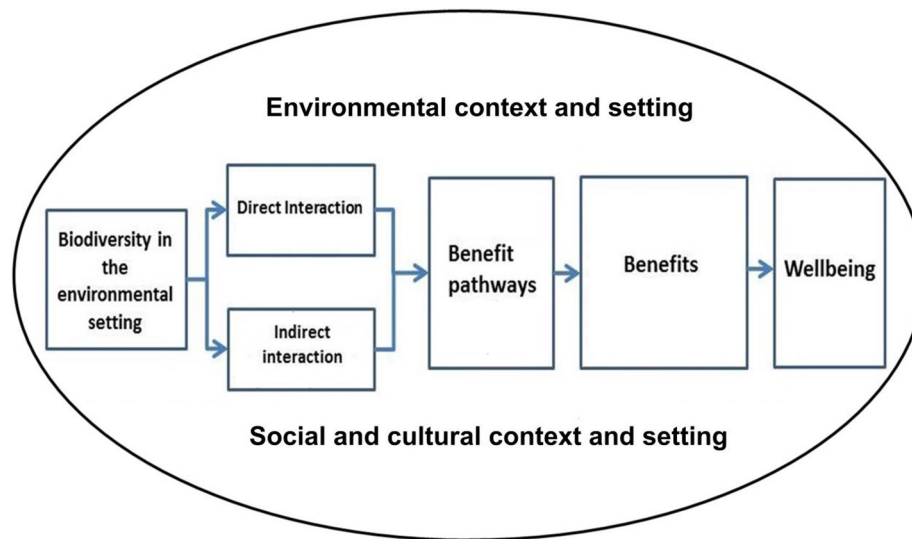 Environmental context and setting
Biodiversity in
the
environmental
setting
Direct Interaction
Indirect
interaction
Benefit
pathways
Benefits
Wellbeing
Social and cultural context and setting